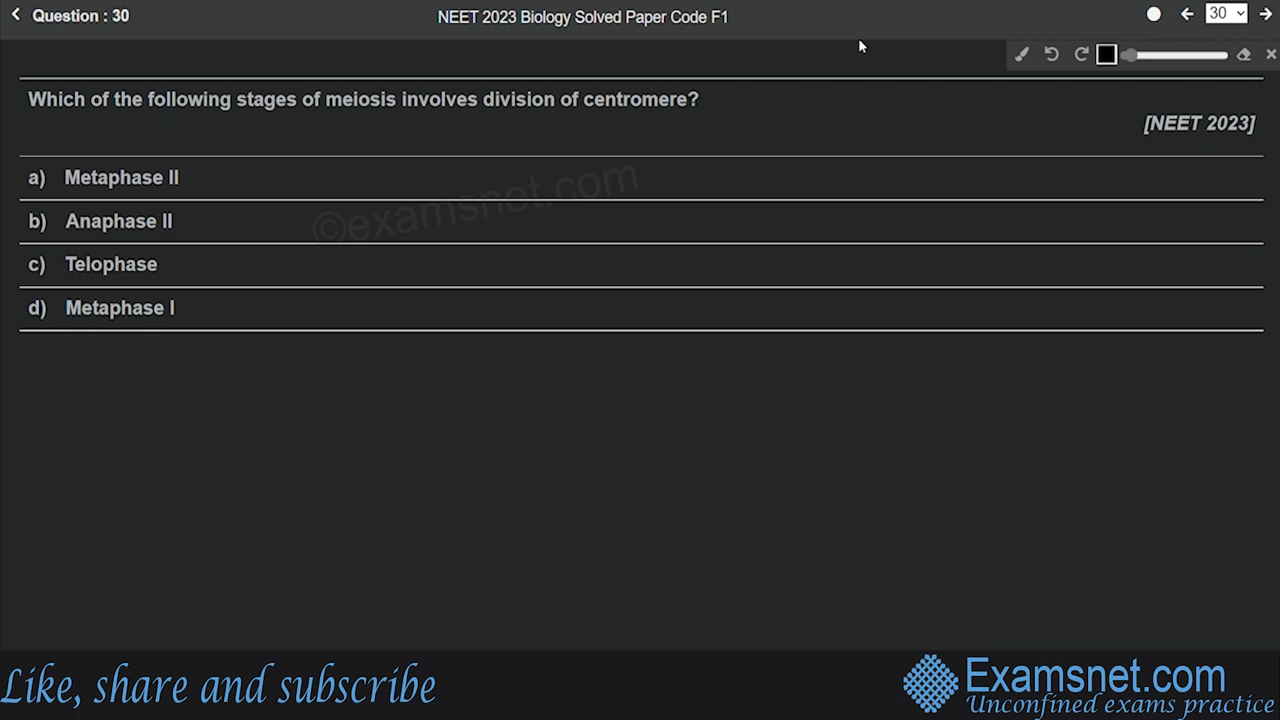 Question : 30
NEET 2023 Biology Solved Paper Code F1
30
Which of the following stages of meiosis involves division of centromere?
[NEET 2023]
a) Metaphase II
b) Anaphase II
c) Telophase
d) Metaphase I
©examsnet.com
Like, share and subscribe
Examsnet.com
Unconfined exams practice